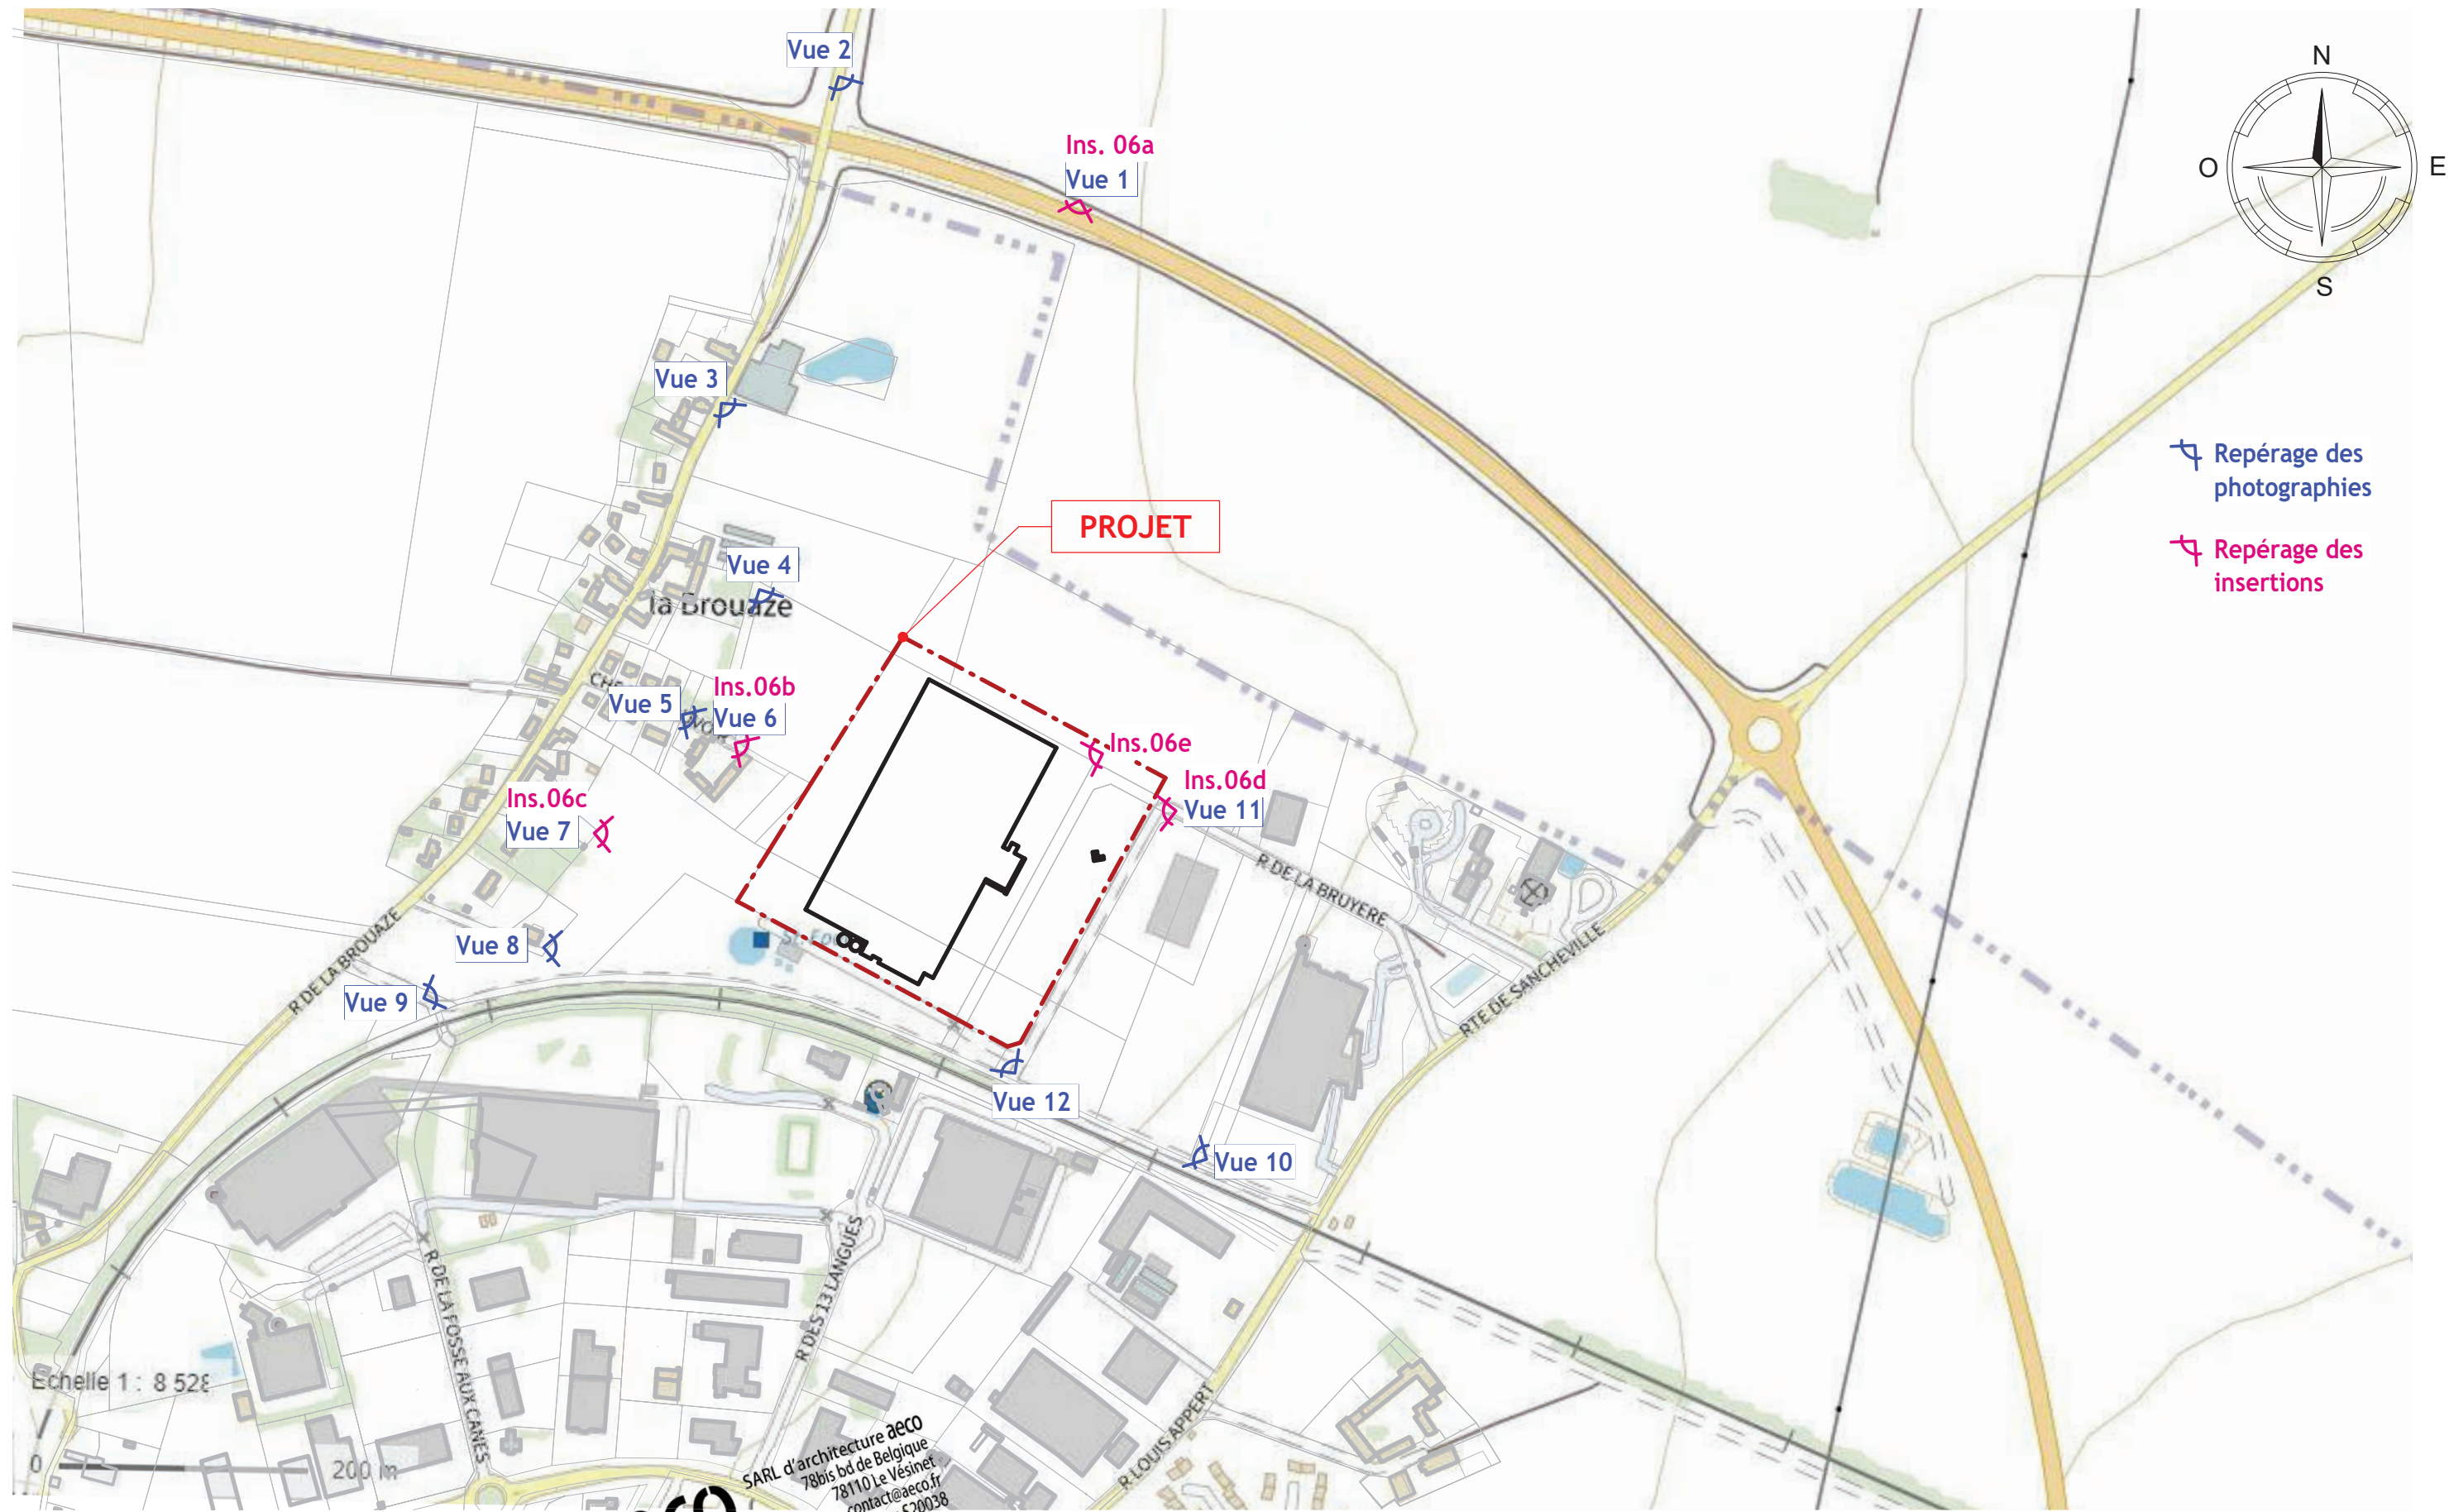 Vue 2
N
Ins. 06a
Vue 1
O
E
S
Vue 3
Repérage des
photographies
PROJET
Repérage des
insertions
Vue 4
la Brouaze
Ins.06b
Vue 5
Vue 6
Ins.06e
Ins.06d
Vue 11
Ins.06c
Vue 7
R DE LA BRUYERE
Vue 8
R DE LA BROUAZE
RTE DE SANCHEVILLE
Vue 9
Vue 12
Vue 10
R DE LA FOSSE AUX CANES
R DES 13 LANGUES
Echelle 1 : 8 528
R LOUIS APPERT
0
200 m
SARL d'architecture aeco
78bis bd de Belgique
78110 Le Vésinet
contact@aeco.fr
520038